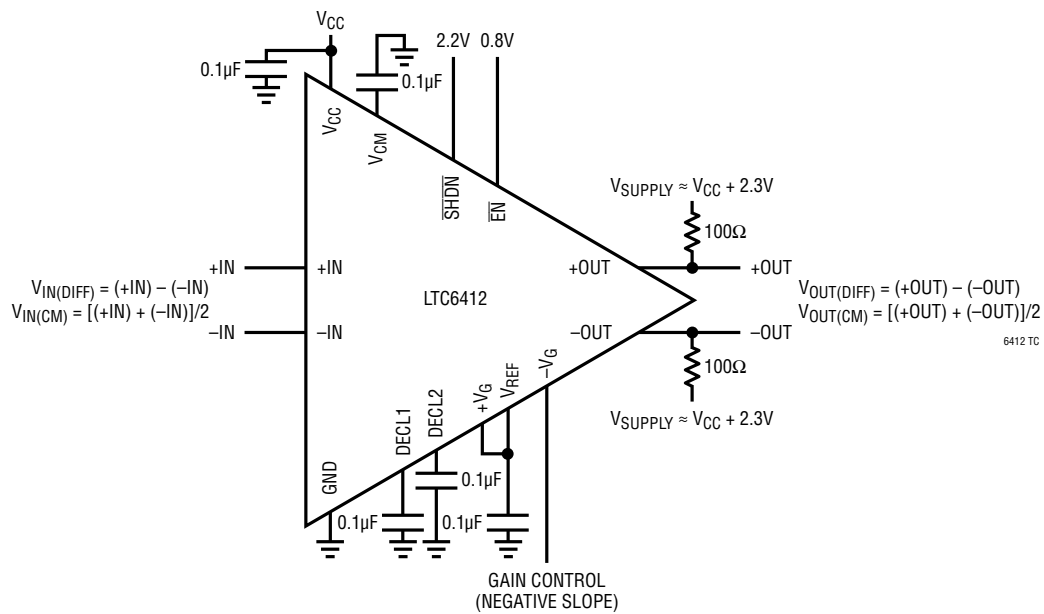 VCC
0.1µF
0.1µF
2.2V 0.8V
VCC
VCM
SHDN
EN
VSUPPLY ≈ VCC + 2.3V
100Ω
+IN
+IN
+OUT
+OUT
VIN(DIFF) = (+IN) – (–IN)
VIN(CM) = [(+IN) + (–IN)]/2
LTC6412
VOUT(DIFF) = (+OUT) – (–OUT)
VOUT(CM) = [(+OUT) + (–OUT)]/2
–IN
–IN
–OUT
–OUT
6412 TC
100Ω
VSUPPLY ≈ VCC + 2.3V
GND
DECL1
DECL2
+VG
VREF
–VG
0.1µF
0.1µF
0.1µF
GAIN CONTROL
(NEGATIVE SLOPE)